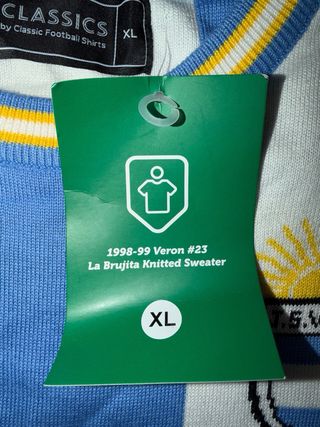 CLASSICS
by Classic Football Shirts
XL
1998-99 Veron #23
La Brujita Knitted Sweater
XL